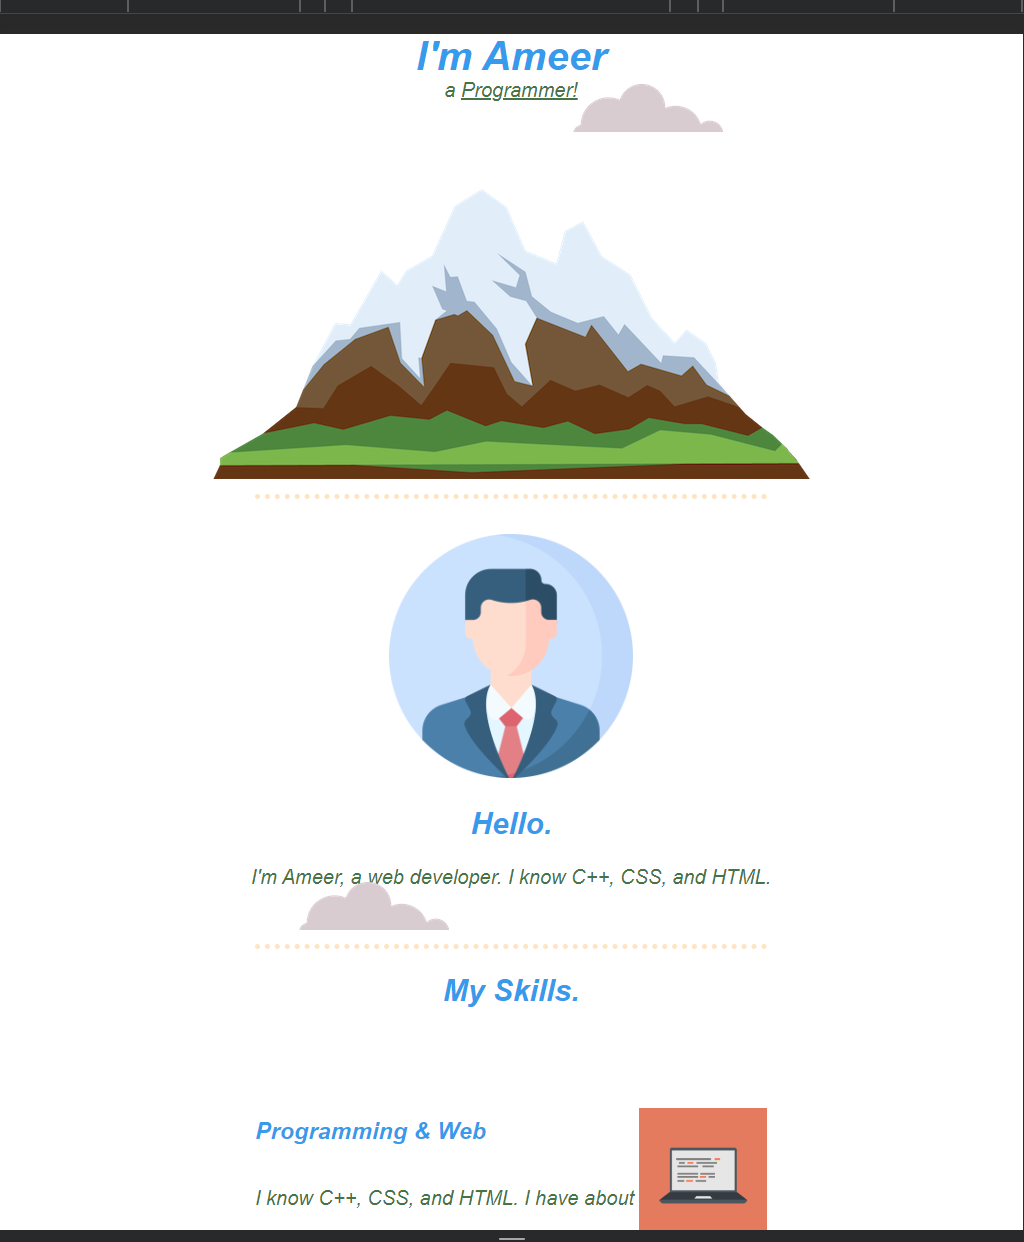 I'm Ameer
a Programmer!
Hello.
I'm Ameer, a web developer. I know C++, CSS, and HTML.
My Skills.
Programming & Web
I know C++, CSS, and HTML. I have about